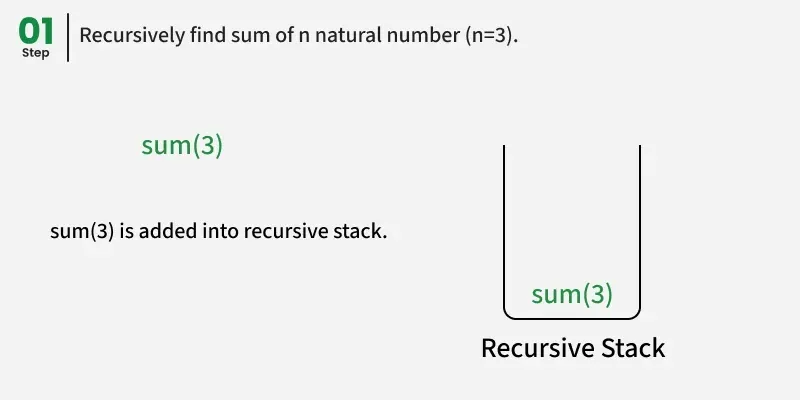 01
Step
Recursively find sum of n natural number (n=3).
sum(3)
sum(3) is added into recursive stack.
sum(3)
Recursive Stack